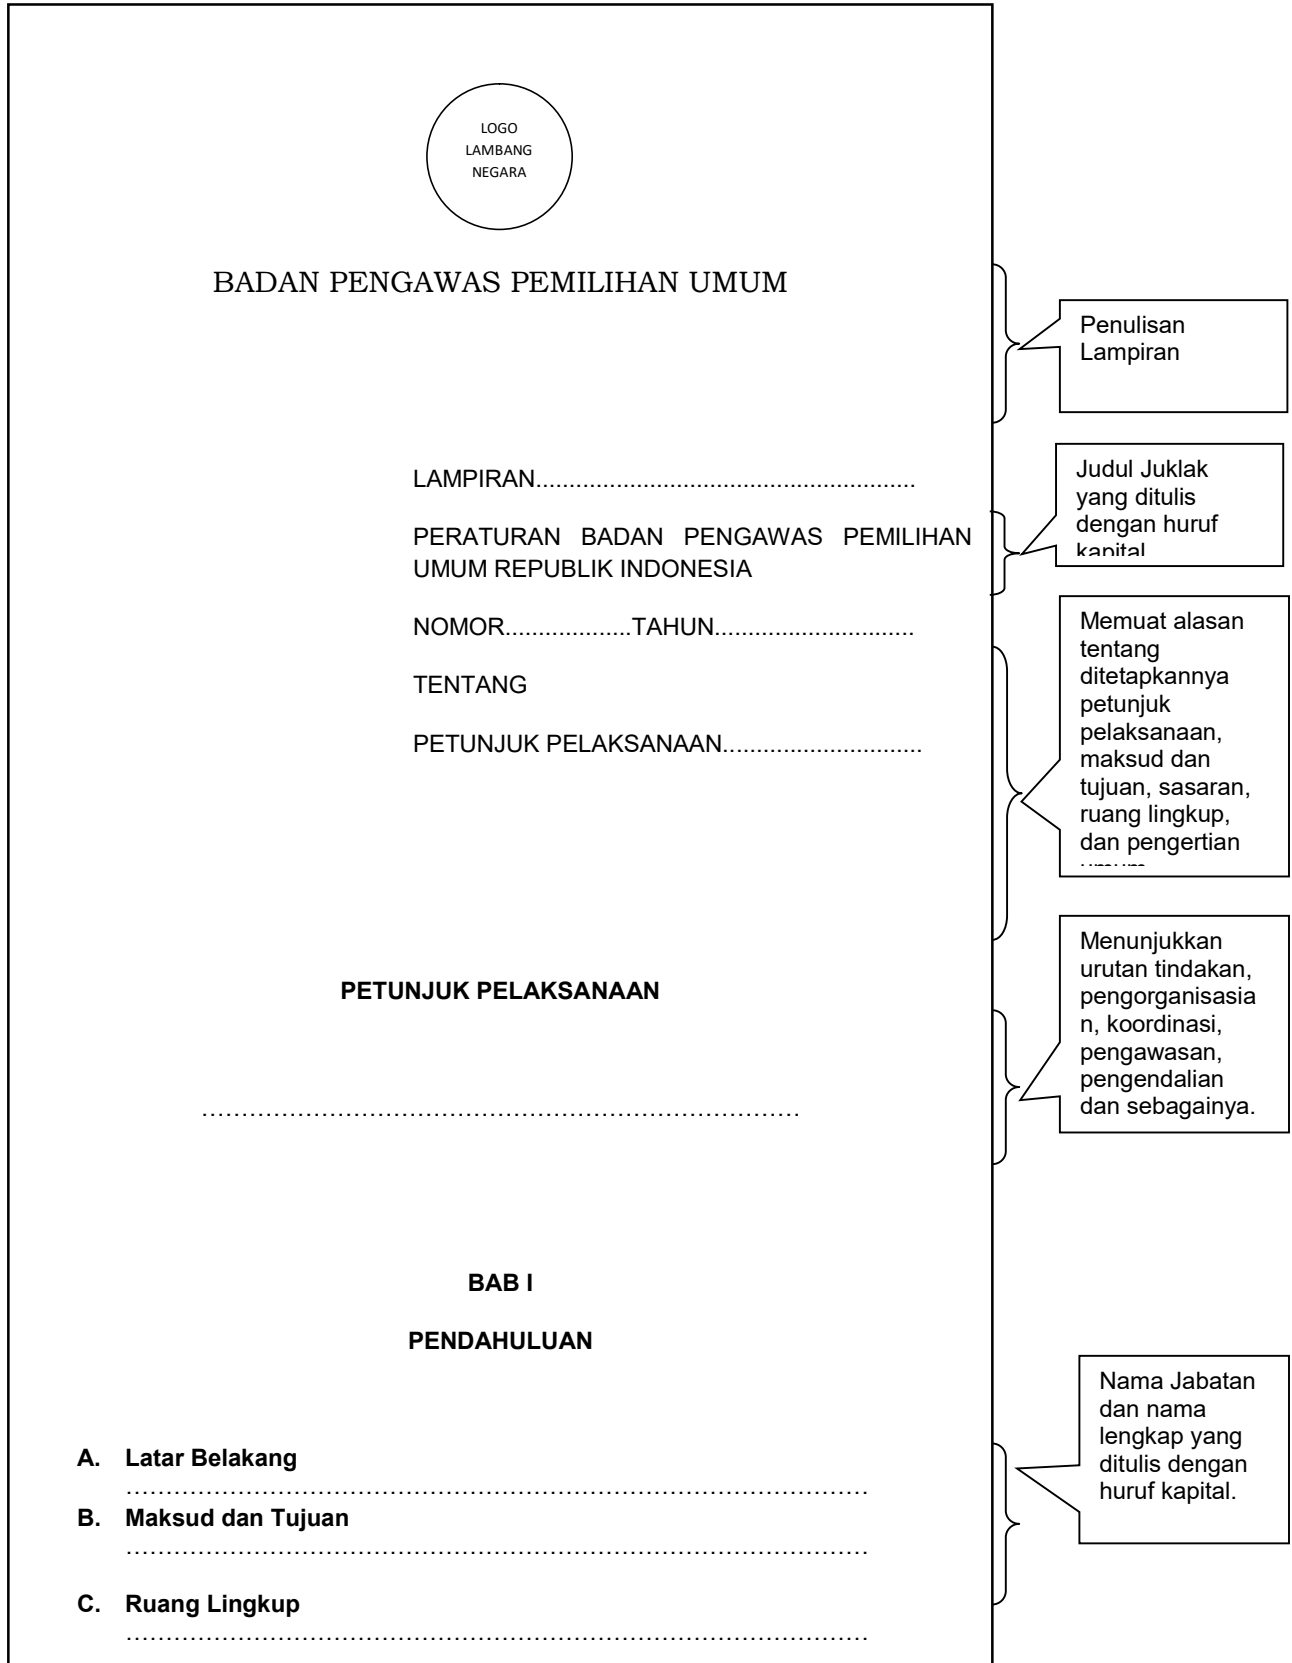 LOGO
LAMBANG
NEGARA
BADAN PENGAWAS PEMILIHAN UMUM
LAMPIRAN.........................................................
PERATURAN BADAN PENGAWAS PEMILIHAN
UMUM REPUBLIK INDONESIA
NOMOR...................TAHUN..............................
TENTANG
PETUNJUK PELAKSANAAN..............................
PETUNJUK PELAKSANAAN
…………………………………………………………………
BAB I
PENDAHULUAN
A. Latar Belakang
…………………………………………………………………………………
B. Maksud dan Tujuan
…………………………………………………………………………………
C. Ruang Lingkup
…………………………………………………………………………………
Penulisan
Lampiran
Judul Juklak
yang ditulis
dengan huruf
kapital
Memuat alasan
tentang
ditetapkannya
petunjuk
pelaksanaan,
maksud dan
tujuan, sasaran,
ruang lingkup,
dan pengertian
Menunjukkan
urutan tindakan,
pengorganisasia
n, koordinasi,
pengawasan,
pengendalian
dan sebagainya.
Nama Jabatan
dan nama
lengkap yang
ditulis dengan
huruf kapital.